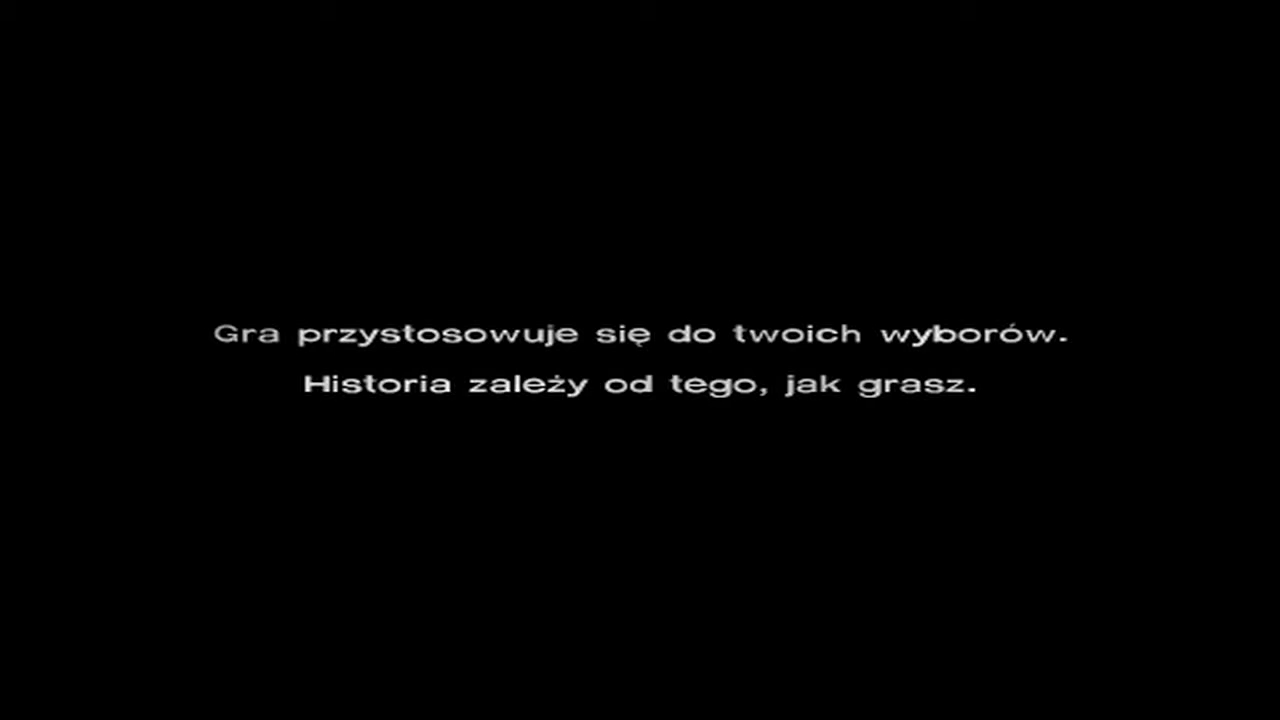 Gra przystosowuje się do twoich wyborów.
Historia zależy od tego, jak grasz.